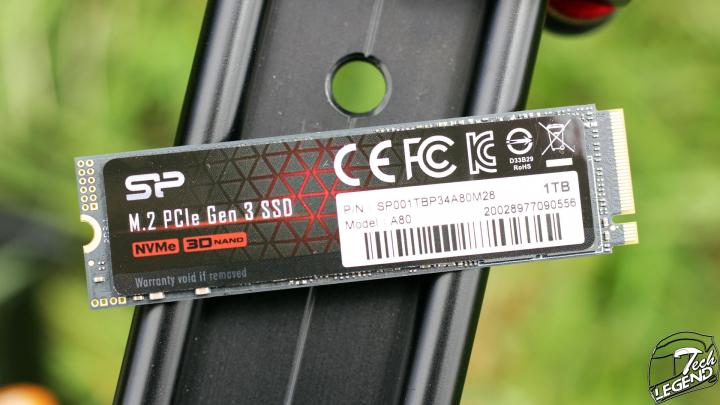 SP
M.2 PCIe Gen 3 SSD
NVMe 3D NAND
Warranty void if removed
CE FC
D33B29
RoHS
P/N : SP001TBP34A80M28 1TB
Model : A80 20028977090556
Tech
LEGEND